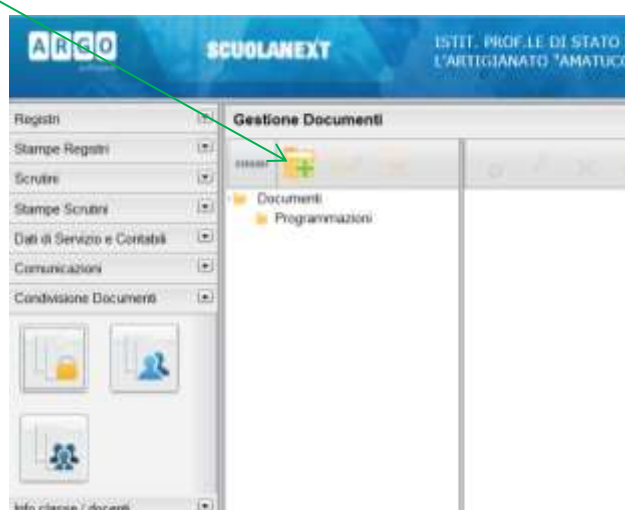 ARGO
SCUOLANEXT
ISTIT. PROF.LE DI STATO
L'ARTIGIANATO "AMATUCC
Registri
Stampe Registri
Scrutini
Stampe Scrutini
Dati di Servizio e Contabili
Comunicazioni
Condivisione Documenti
Info classe / docenti
Gestione Documenti
Documenti
Programmazioni